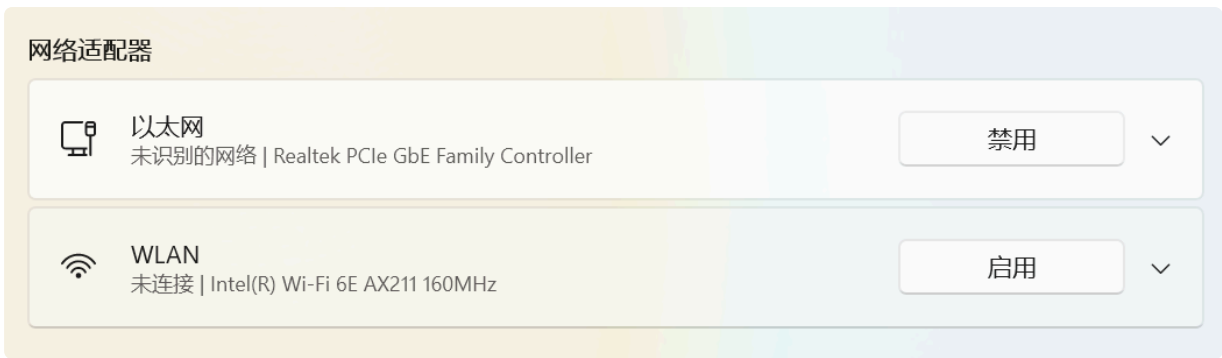 网络适配器
以太网
未识别的网络 | Realtek PCIe GbE Family Controller
禁用
WLAN
未连接 | Intel(R) Wi-Fi 6E AX211 160MHz
启用